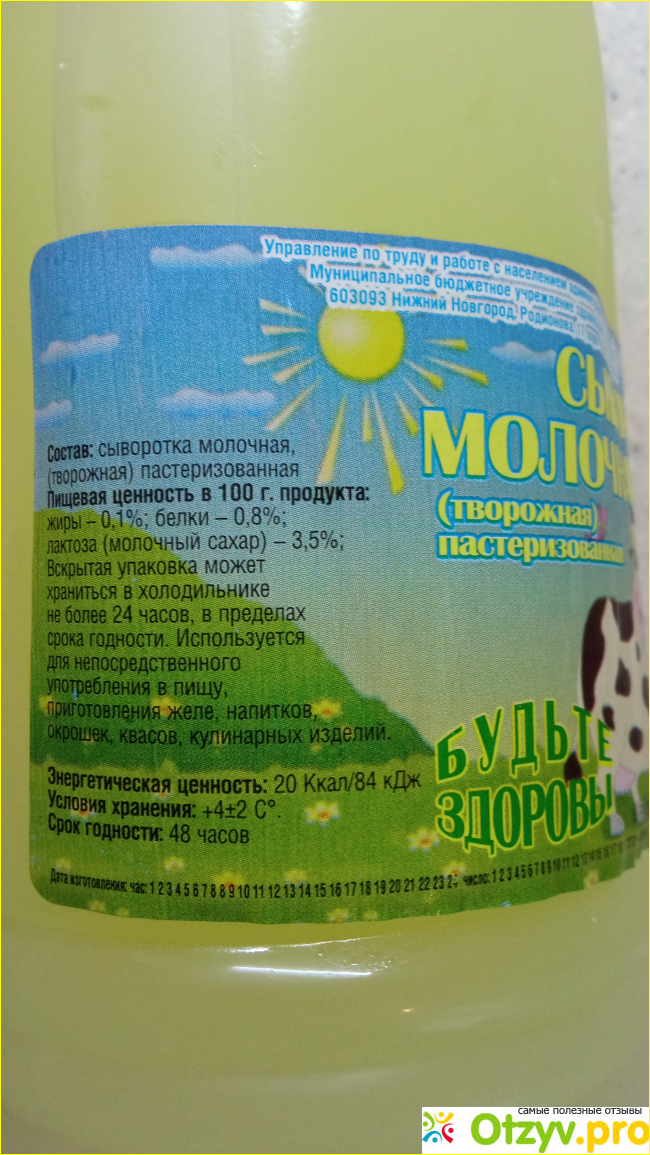 Управление по труду и работе с населением
Муниципальное бюджетное учреждение
603093 Нижний Новгород, Родионова,
МОЛОЧН
(творожная)
пастеризованная
Состав: сыворотка молочная,
(творожная) пастеризованная
Пищевая ценность в 100 г. продукта:
жиры – 0,1%; белки – 0,8%;
лактоза (молочный сахар) – 3,5%;
Вскрытая упаковка может
храниться в холодильнике
не более 24 часов, в пределах
срока годности. Используется
для непосредственного
употребления в пищу,
приготовления желе, напитков,
окрошек, квасов, кулинарных изделий.
Энергетическая ценность: 20 Ккал/84 кДж
Условия хранения: +4±2 С°.
Срок годности: 48 часов
БУДЬТЕ
ЗДОРОВЫ
Дата изготовления: час: 1 2 3 4 5 6 7 8 9 10 11 12 13 14 15 16 17 18 19 20 21 22 23 число: 1 2 3 4 5 6 7 8 9 10 11 12 13 14 15 16
самые полезные отзывы
Otzyv.pro